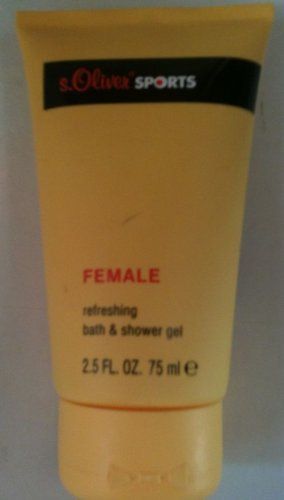 s.Oliver® SPORTS
FEMALE
refreshing
bath & shower gel
2.5 FL. OZ. 75 ml ℮